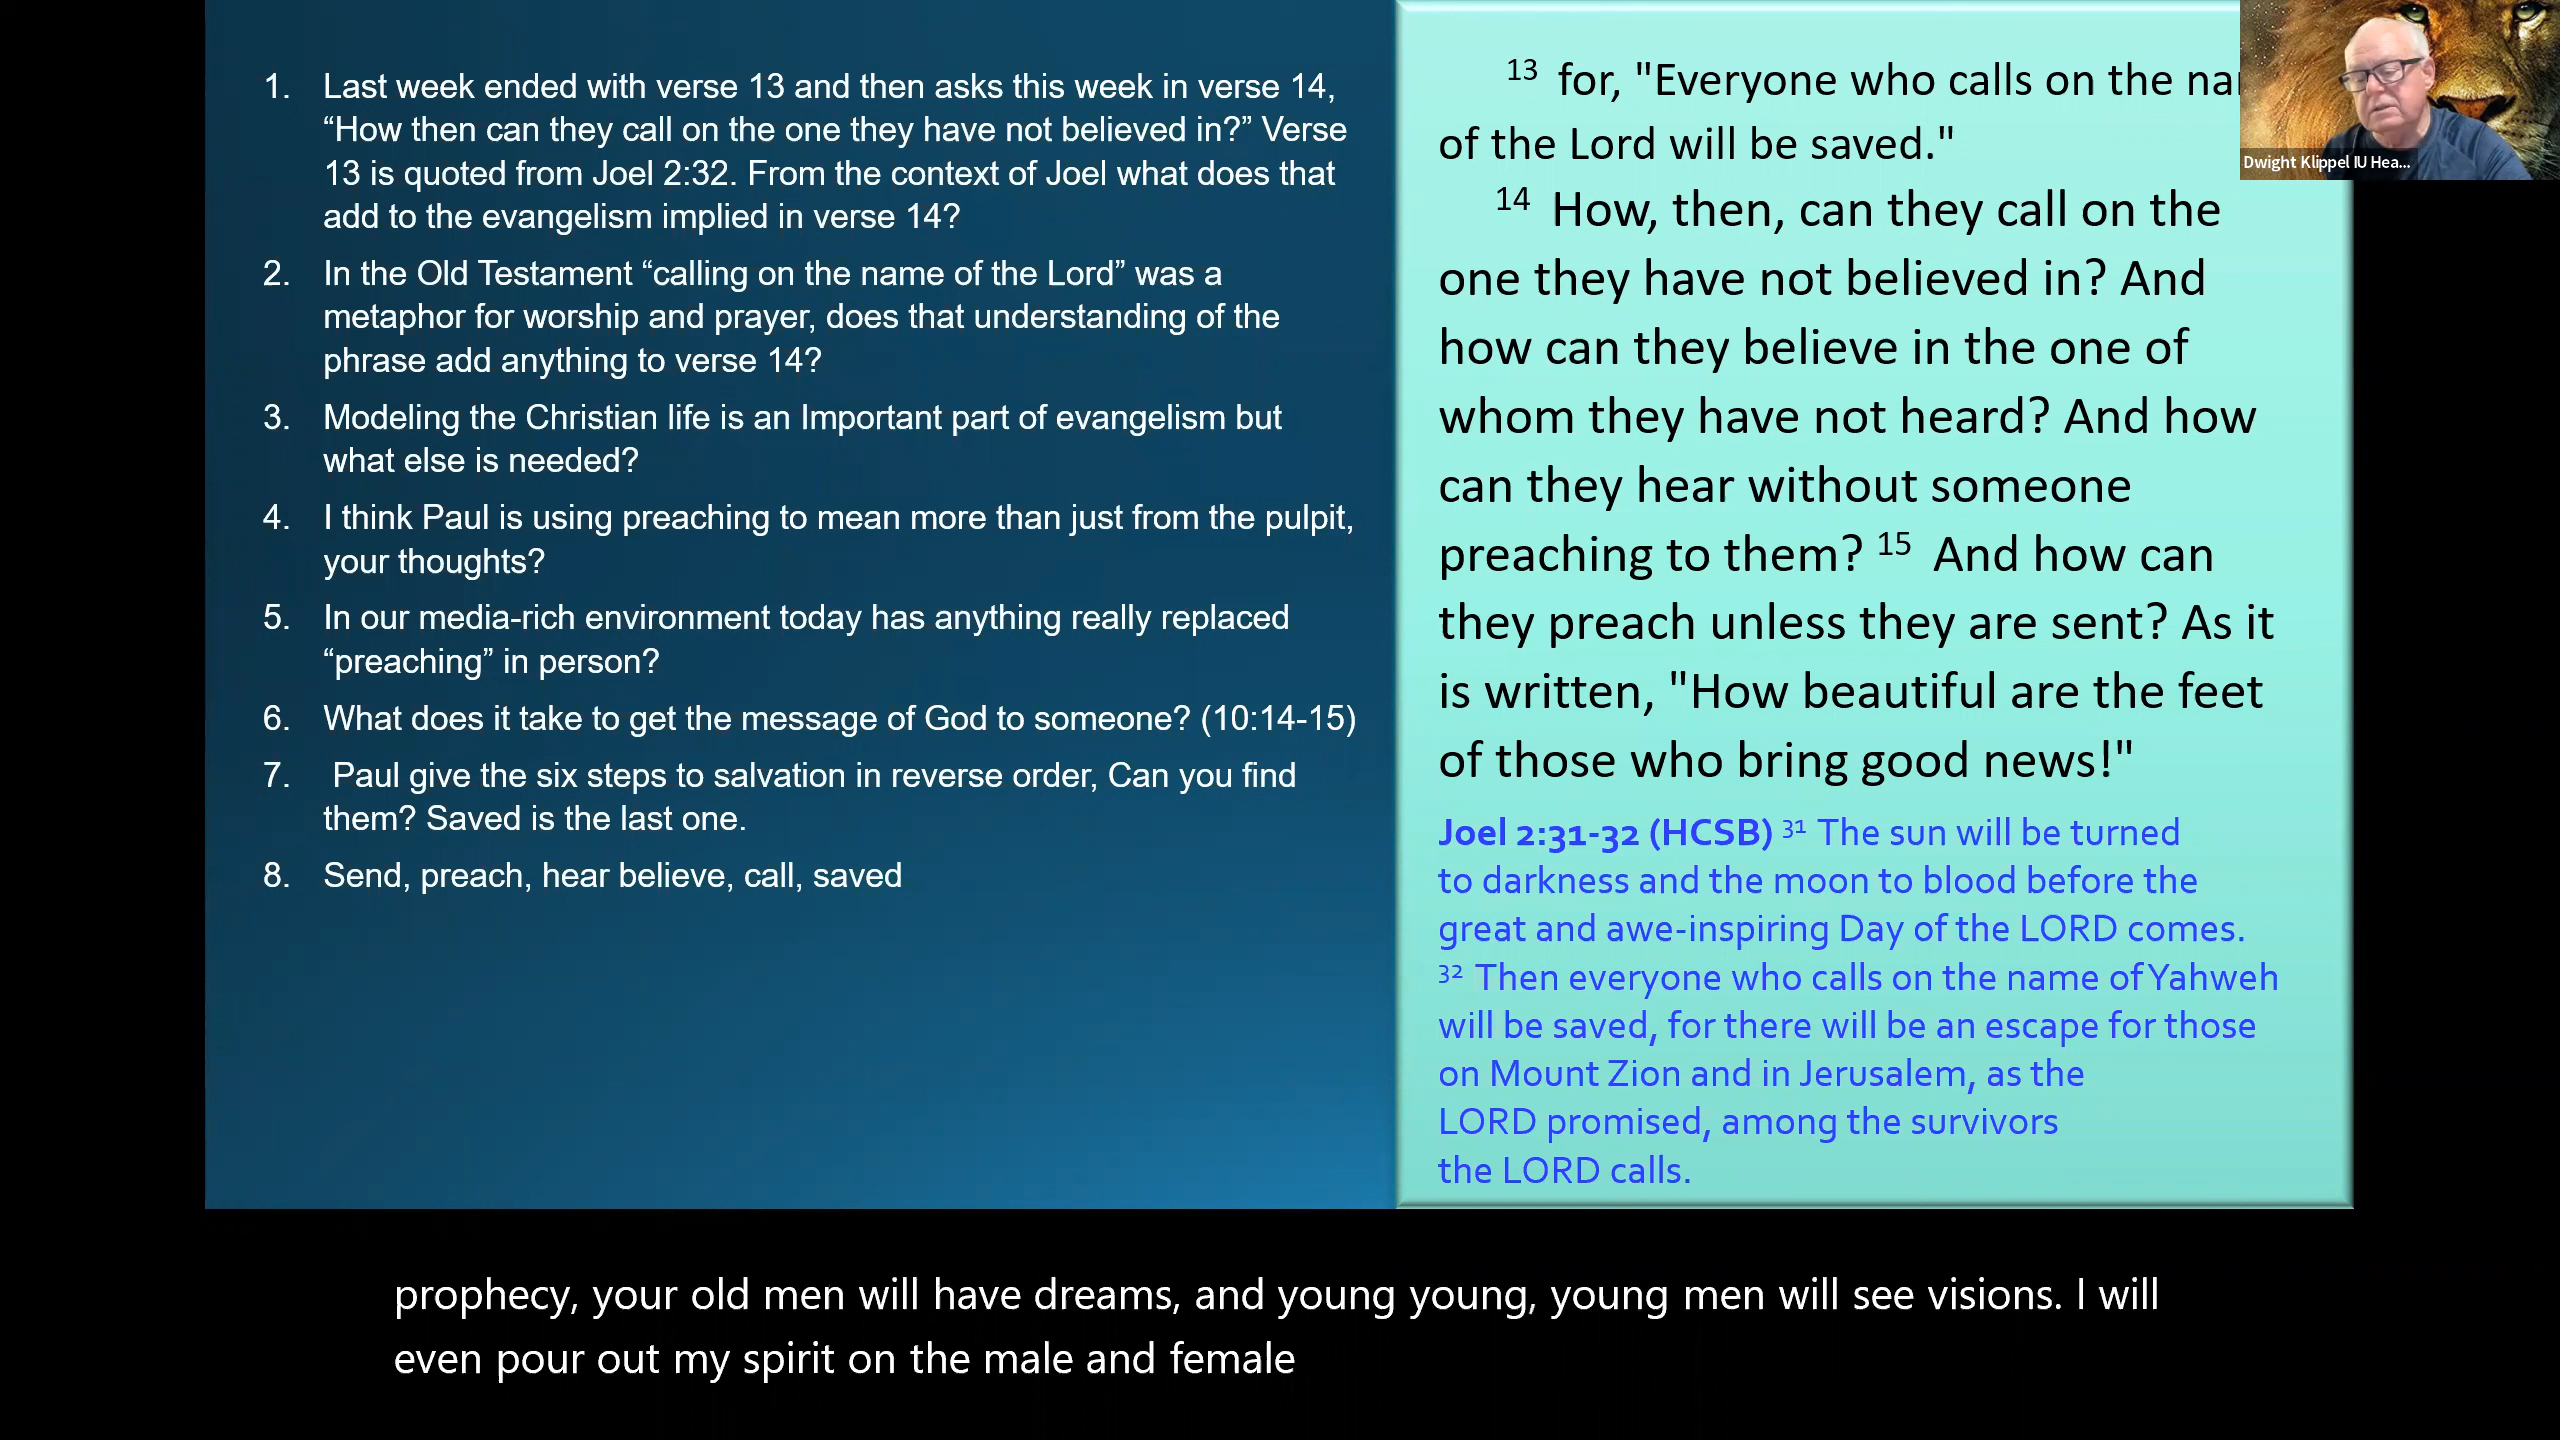 1. Last week ended with verse 13 and then asks this week in verse 14,
“How then can they call on the one they have not believed in?” Verse
13 is quoted from Joel 2:32. From the context of Joel what does that
add to the evangelism implied in verse 14?
2. In the Old Testament “calling on the name of the Lord” was a
metaphor for worship and prayer, does that understanding of the
phrase add anything to verse 14?
3. Modeling the Christian life is an Important part of evangelism but
what else is needed?
4. I think Paul is using preaching to mean more than just from the pulpit,
your thoughts?
5. In our media-rich environment today has anything really replaced
“preaching” in person?
6. What does it take to get the message of God to someone? (10:14-15)
7. Paul give the six steps to salvation in reverse order, Can you find
them? Saved is the last one.
8. Send, preach, hear believe, call, saved
13 for, "Everyone who calls on the
of the Lord will be saved."
14 How, then, can they call on the
one they have not believed in? And
how can they believe in the one of
whom they have not heard? And how
can they hear without someone
preaching to them? 15 And how can
they preach unless they are sent? As it
is written, "How beautiful are the feet
of those who bring good news!"
Joel 2:31-32 (HCSB) 31 The sun will be turned
to darkness and the moon to blood before the
great and awe-inspiring Day of the LORD comes.
32 Then everyone who calls on the name of Yahweh
will be saved, for there will be an escape for those
on Mount Zion and in Jerusalem, as the
LORD promised, among the survivors
the LORD calls.
Dwight Klippel IU Hea...
prophecy, your old men will have dreams, and young young, young men will see visions. I will
even pour out my spirit on the male and female